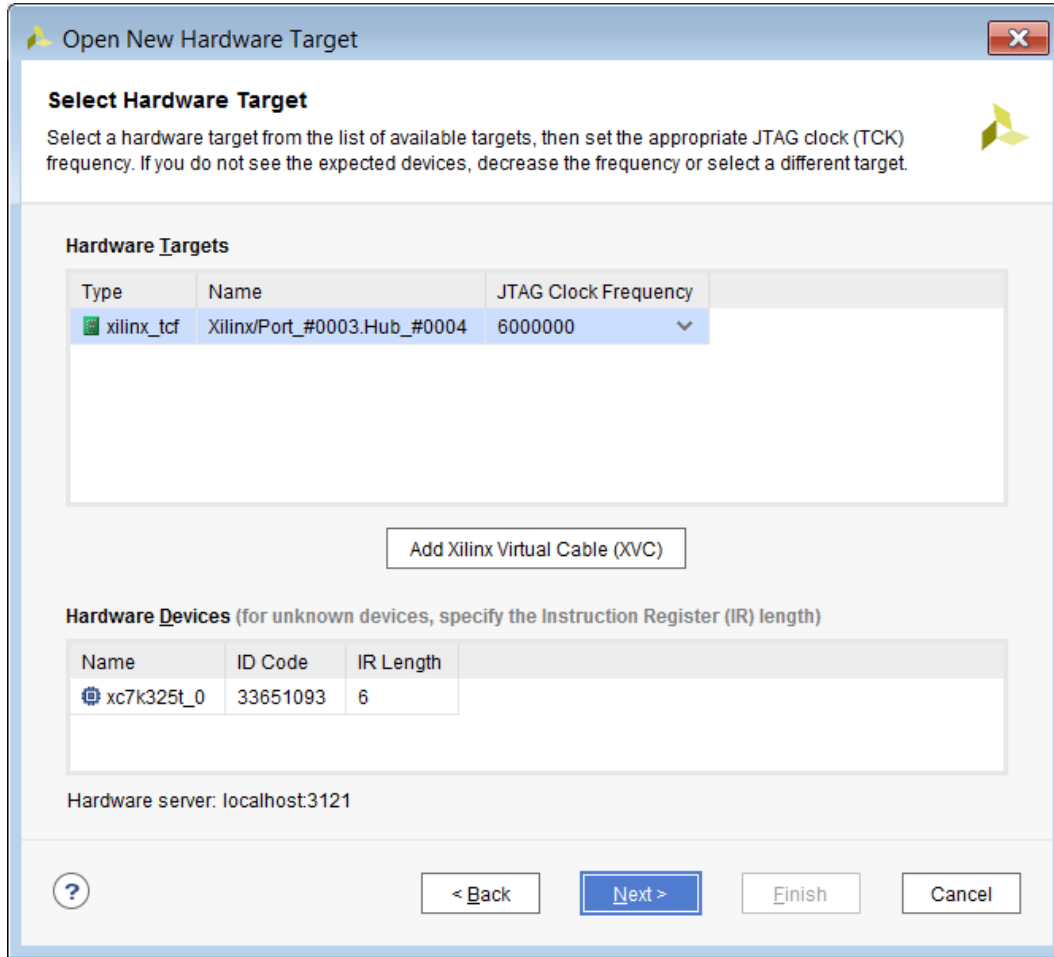 Open New Hardware Target
Select Hardware Target
Select a hardware target from the list of available targets, then set the appropriate JTAG clock (TCK)
frequency. If you do not see the expected devices, decrease the frequency or select a different target.
Hardware Targets
Type Name JTAG Clock Frequency
xilinx_tcf Xilinx/Port_#0003.Hub_#0004 6000000
Add Xilinx Virtual Cable (XVC)
Hardware Devices (for unknown devices, specify the Instruction Register (IR) length)
Name ID Code IR Length
xc7k325t_0 33651093 6
Hardware server: localhost:3121
? < Back Next > Finish Cancel